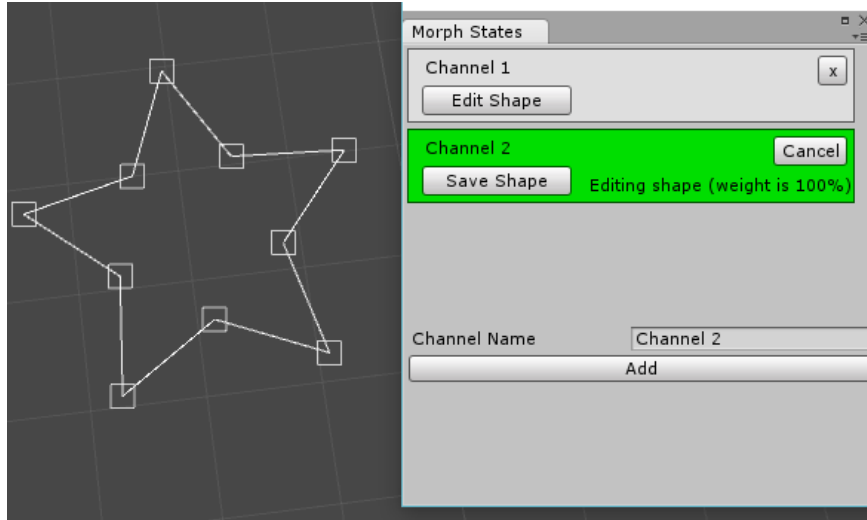 Morph States
Channel 1
x
Edit Shape
Channel 2
Cancel
Save Shape
Editing shape (weight is 100%)
Channel Name
Channel 2
Add